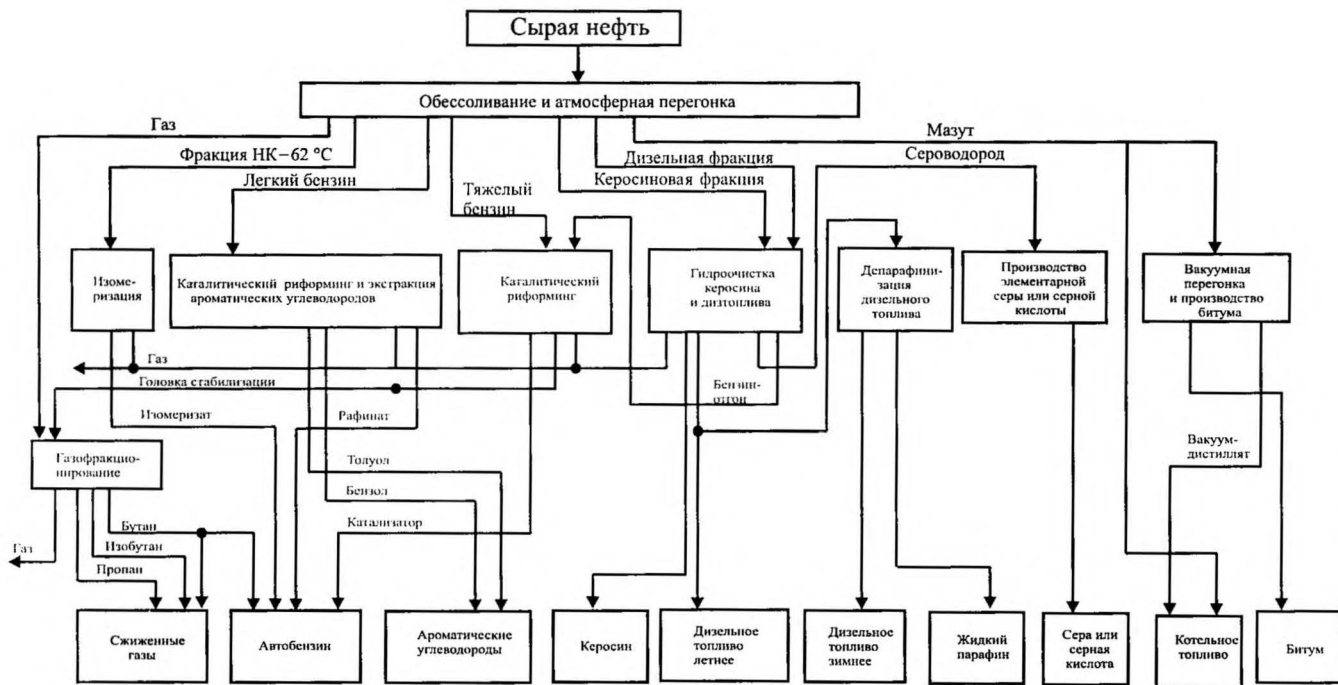 Сырая нефть
Обессоливание и атмосферная перегонка
Газ
Мазут
Фракция НК−62 °C
Дизельная фракция
Сероводород
Легкий бензин
Тяжелый
бензин
Керосиновая фракция
Изоме-
ризация
Каталитический риформинг и экстракция
ароматических углеводородов
Каталитический
риформинг
Гидроочистка
керосина
и дизтоплива
Депарафини-
зация
дизельного
топлива
Производство
элементарной
серы или серной
кислоты
Вакуумная
перегонка
и производство
битума
Газ
Головка стабилизации
Бензин-
отгон
Изомеризат
Рафинат
Газофракцио-
нирование
Толуол
Бензол
Вакуум-
дистиллят
Бутан
Катализатор
Газ
Изобутан
Пропан
Сжиженные
газы
Автобензин
Ароматические
углеводороды
Керосин
Дизельное
топливо
летнее
Дизельное
топливо
зимнее
Жидкий
парафин
Сера или
серная
кислота
Котельное
топливо
Битум